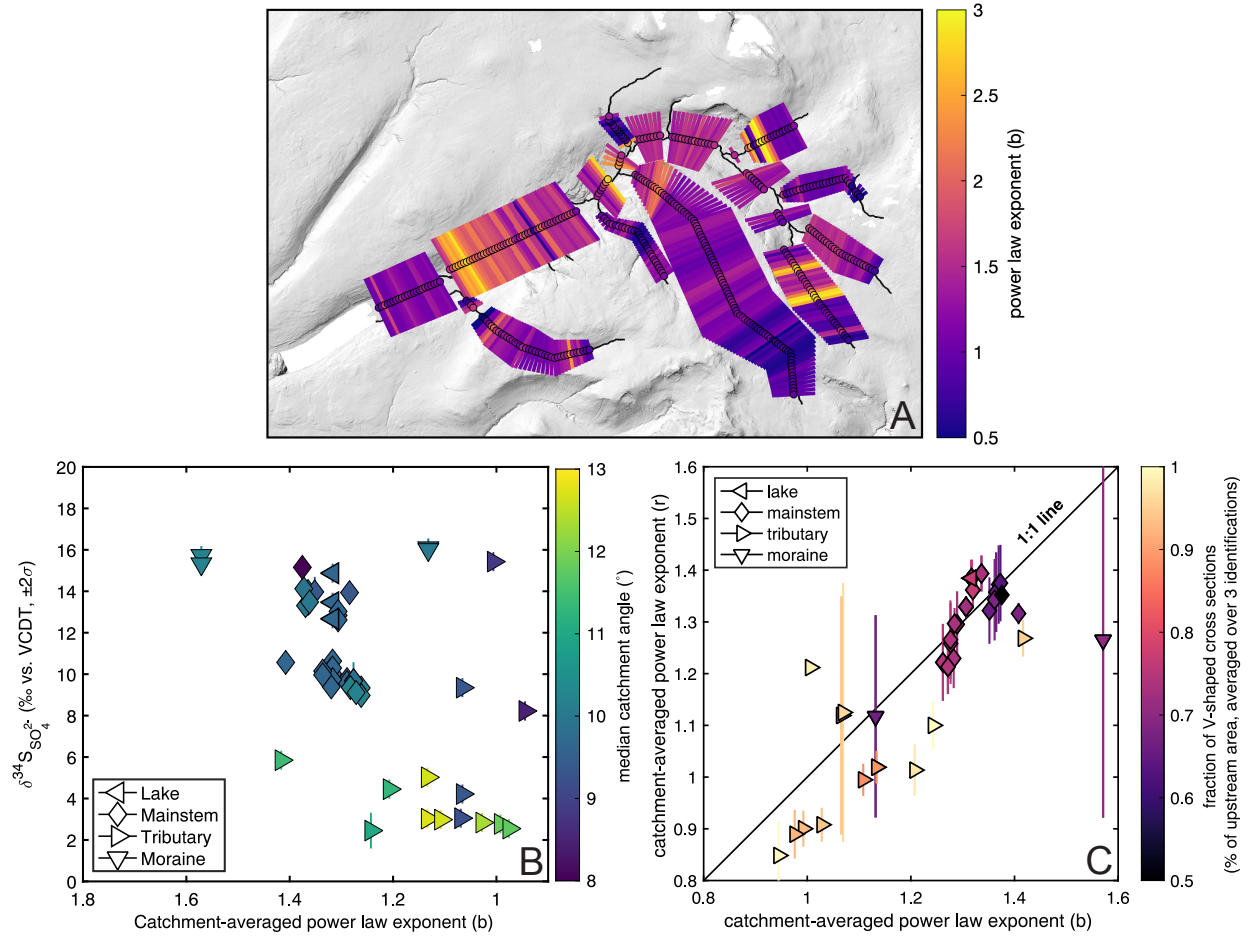 3
2.5
2
1.5
1
0.5
power law exponent (b)
A
20
18
16
14
12
10
8
6
4
2
0
1.8
1.6
1.4
1.2
1
δ³⁴S SO₄²⁻ (‰ vs. VCDT, ±2σ)
Catchment-averaged power law exponent (b)
Lake
Mainstem
Tributary
Moraine
B
13
12
11
10
9
8
median catchment angle (°)
1.6
1.5
1.4
1.3
1.2
1.1
1
0.9
0.8
0.8
1
1.2
1.4
1.6
catchment-averaged power law exponent (r)
catchment-averaged power law exponent (b)
lake
mainstem
tributary
moraine
1:1 line
C
1
0.9
0.8
0.7
0.6
0.5
fraction of V-shaped cross sections
(% of upstream area, averaged over 3 identifications)